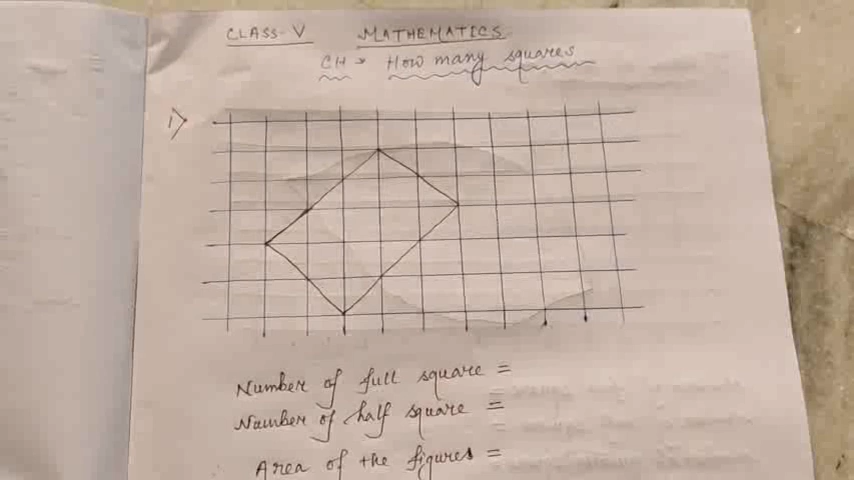 CLASS-V MATHEMATICS
CH → How many squares
1)
Number of full square =
Number of half square =
Area of the figures =